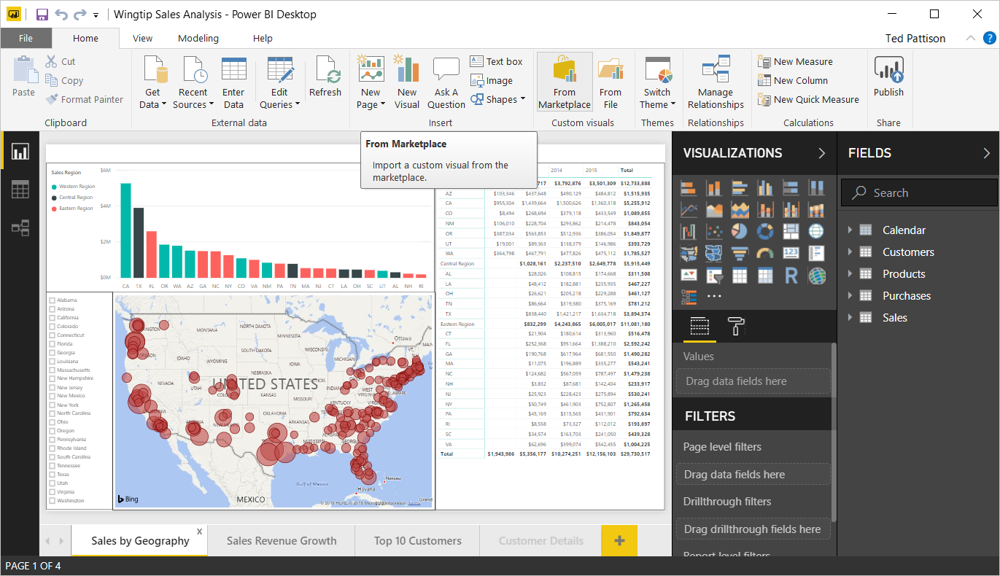 Wingtip Sales Analysis - Power BI Desktop
File Home View Modeling Help Ted Pattison ?
Paste
Cut
Copy
Format Painter
Clipboard
Get Data
Recent Sources
Enter Data
Edit Queries
Refresh
External data
New Page
New Visual
Ask A Question
Text box
Image
Shapes
Insert
From Marketplace
From File
Custom visuals
Switch Theme
Themes
Manage Relationships
Relationships
New Measure
New Column
New Quick Measure
Calculations
Publish
Share
From Marketplace
Import a custom visual from the
marketplace.
Sales Region
Western Region
Central Region
Eastern Region
$6M
$4M
$2M
$0M
CA TX FL OR WA AZ GA NC NY CO VA NM PA TN MA NJ CT LA OH SC UT AL NH RI
Alabama
Arizona
California
Colorado
Connecticut
Florida
Georgia
Louisiana
Massachusetts
New Hampshire
New Jersey
New Mexico
New York
North Carolina
Ohio
Oregon
Pennsylvania
Rhode Island
South Carolina
Tennessee
Texas
Utah
Virginia
Washington
MONTANA
NORTH DAKOTA
MINNESOTA
Ottawa
SOUTH DAKOTA
WISCONSIN
IDAHO
WYOMING
MICHIGAN
IOWA
NEBRASKA
NEVADA
UTAH
UNITED STATES
KANSAS
MISSOURI
KENTUCKY
WEST
OKLAHOMA
ARKANSAS
MISSISSIPPI
GEORGIA
Gulf of Mexico
Nassau
Havana
MEXICO
Bing
2014 2015 Total
717 $3,792,876 $3,501,309 $12,733,888
AZ $103,346 $437,648 $490,129 $484,812 $1,515,935
CA $955,304 $1,439,664 $1,500,626 $1,360,318 $5,255,912
CO $8,494 $268,694 $379,118 $433,549 $1,089,855
NM $106,010 $228,704 $293,862 $214,478 $843,054
OR $387,034 $563,853 $512,936 $386,054 $1,849,877
UT $19,001 $89,363 $138,379 $146,986 $393,729
WA $364,798 $467,791 $477,826 $475,112 $1,785,527
Central Region $1,028,161 $2,237,510 $2,649,778 $5,915,449
AL $28,026 $108,815 $174,668 $311,508
LA $48,412 $182,881 $235,935 $467,227
OH $26,621 $205,218 $229,288 $461,127
TN $86,664 $319,380 $375,169 $781,212
TX $838,440 $1,421,217 $1,634,718 $3,894,374
Eastern Region $832,299 $4,243,865 $6,005,017 $11,081,180
CT $21,904 $180,614 $313,960 $516,478
FL $252,368 $951,664 $1,388,210 $2,592,242
GA $190,768 $617,964 $681,550 $1,490,282
MA $11,075 $196,889 $335,277 $543,241
NC $124,682 $567,059 $787,497 $1,479,238
NH $3,832 $87,681 $142,404 $233,917
NJ $25,923 $228,423 $275,894 $530,241
NY $50,749 $461,903 $752,807 $1,265,458
PA $45,169 $315,565 $431,901 $792,634
RI $8,558 $73,327 $112,012 $193,897
SC $34,574 $163,703 $241,050 $439,328
VA $62,696 $399,074 $542,455 $1,004,225
Total $1,943,986 $5,356,177 $10,274,251 $12,156,103 $29,730,517
VISUALIZATIONS
123
R
Values
Drag data fields here
FILTERS
Page level filters
Drag data fields here
Drillthrough filters
Drag drillthrough fields here
Report level filters
FIELDS
Search
Calendar
Customers
Products
Purchases
Sales
Sales by Geography x Sales Revenue Growth Top 10 Customers Customer Details +
PAGE 1 OF 4